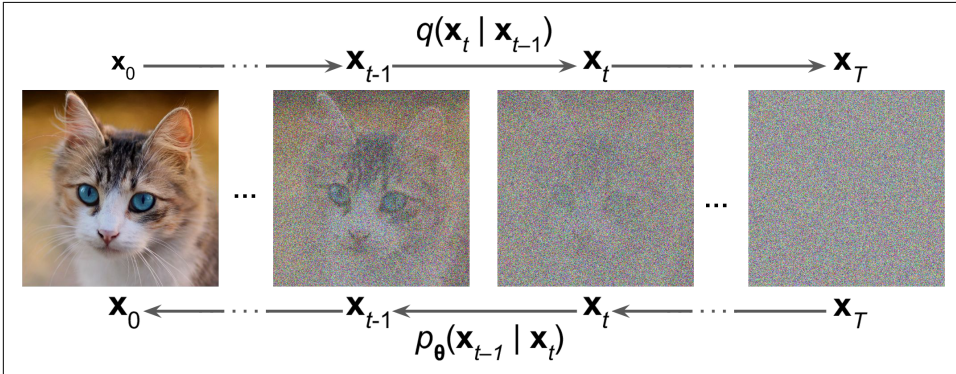 q(x_t | x_{t–1})
x_0 ... x_{t-1} x_t ... x_T
... ...
x_0 ... x_{t-1} x_t ... x_T
p_θ(x_{t–1} | x_t)